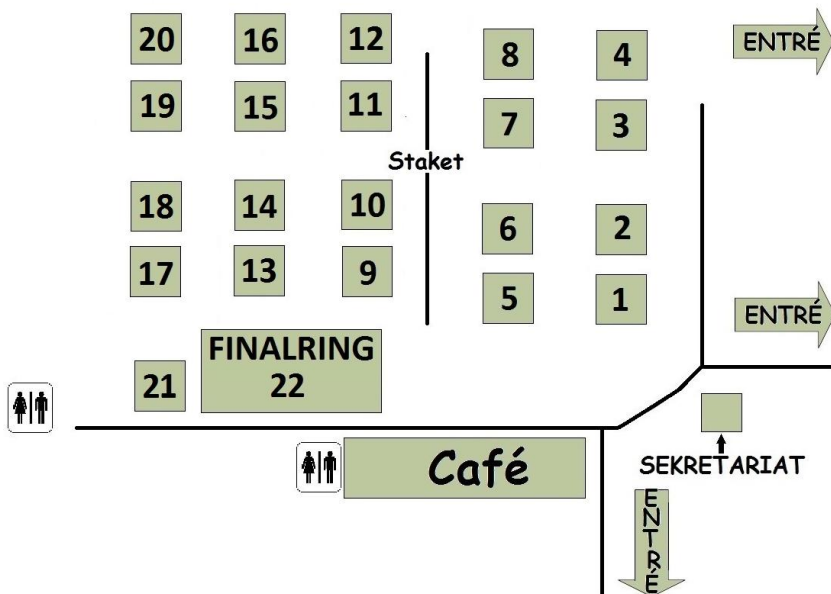 20 16 12 8 4 ENTRÉ
19 15 11 7 3
Staket
18 14 10 6 2
17 13 9 5 1 ENTRÉ
FINALRING
21 22
Café
SEKRETARIAT
ENTRÉ